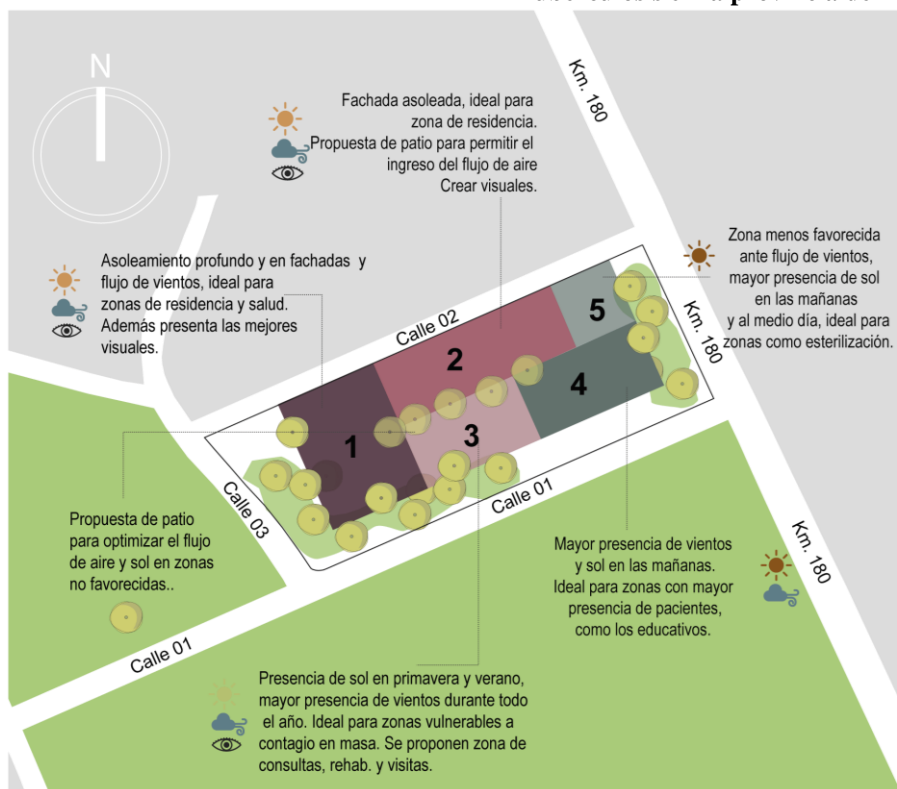 N
Km. 180
Fachada asoleada, ideal para
zona de residencia.
Propuesta de patio para permitir el
ingreso del flujo de aire
Crear visuales.
Zona menos favorecida
ante flujo de vientos,
mayor presencia de sol
en las mañanas
y al medio día, ideal para
zonas como esterilización.
Asoleamiento profundo y en fachadas y
flujo de vientos, ideal para
zonas de residencia y salud.
Además presenta las mejores
visuales.
Calle 02
Km. 180
5
2
4
1
3
Calle 03
Calle 01
Propuesta de patio
para optimizar el flujo
de aire y sol en zonas
no favorecidas..
Mayor presencia de vientos
y sol en las mañanas.
Ideal para zonas con mayor
presencia de pacientes,
como los educativos.
Km. 180
Calle 01
Presencia de sol en primavera y verano,
mayor presencia de vientos durante todo
el año. Ideal para zonas vulnerables a
contagio en masa. Se proponen zona de
consultas, rehab. y visitas.